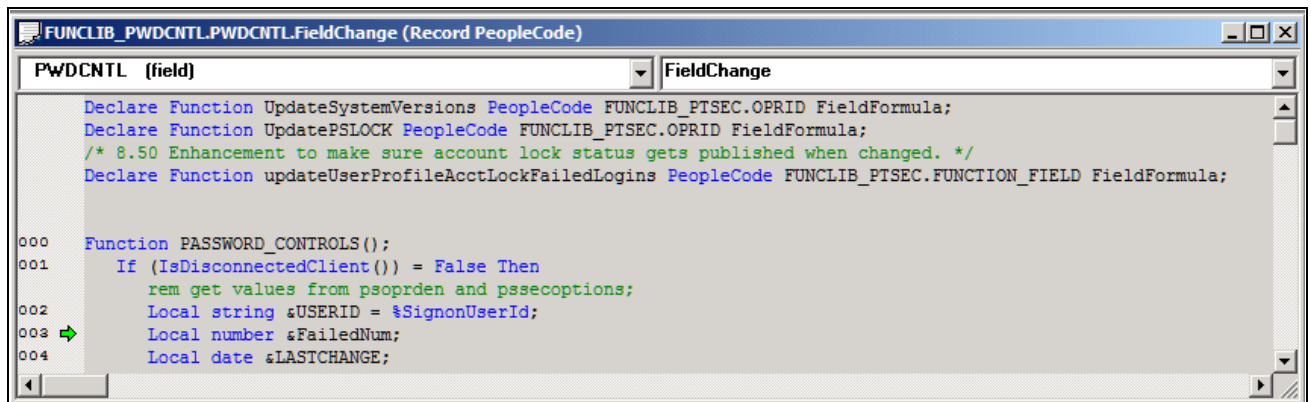 FUNCLIB_PWDCNTL.PWDCNTL.FieldChange (Record PeopleCode)
PWDCNTL (field) FieldChange
Declare Function UpdateSystemVersions PeopleCode FUNCLIB_PTSEC.OPRID FieldFormula;
Declare Function UpdatePSLOCK PeopleCode FUNCLIB_PTSEC.OPRID FieldFormula;
/* 8.50 Enhancement to make sure account lock status gets published when changed. */
Declare Function updateUserProfileAcctLockFailedLogins PeopleCode FUNCLIB_PTSEC.FUNCTION_FIELD FieldFormula;
000 Function PASSWORD_CONTROLS();
001 If (IsDisconnectedClient()) = False Then
rem get values from psoprden and pssecoptions;
002 Local string &USERID = %SignonUserId;
003 Local number &FailedNum;
004 Local date &LASTCHANGE;